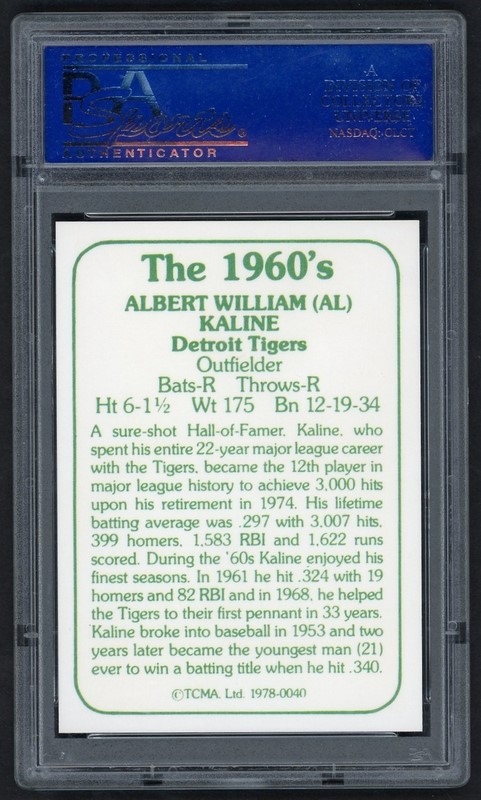 PROFESSIONAL
PSA
Sports®
AUTHENTICATOR
A
DIVISION OF
COLLECTORS
UNIVERSE
NASDAQ: CLCT
The 1960's
ALBERT WILLIAM (AL)
KALINE
Detroit Tigers
Outfielder
Bats-R Throws-R
Ht 6-1½ Wt 175 Bn 12-19-34
A sure-shot Hall-of-Famer, Kaline, who
spent his entire 22-year major league career
with the Tigers, became the 12th player in
major league history to achieve 3,000 hits
upon his retirement in 1974. His lifetime
batting average was .297 with 3,007 hits,
399 homers, 1,583 RBI and 1,622 runs
scored. During the '60s Kaline enjoyed his
finest seasons. In 1961 he hit .324 with 19
homers and 82 RBI and in 1968, he helped
the Tigers to their first pennant in 33 years.
Kaline broke into baseball in 1953 and two
years later became the youngest man (21)
ever to win a batting title when he hit .340.
©TCMA. Ltd. 1978-0040